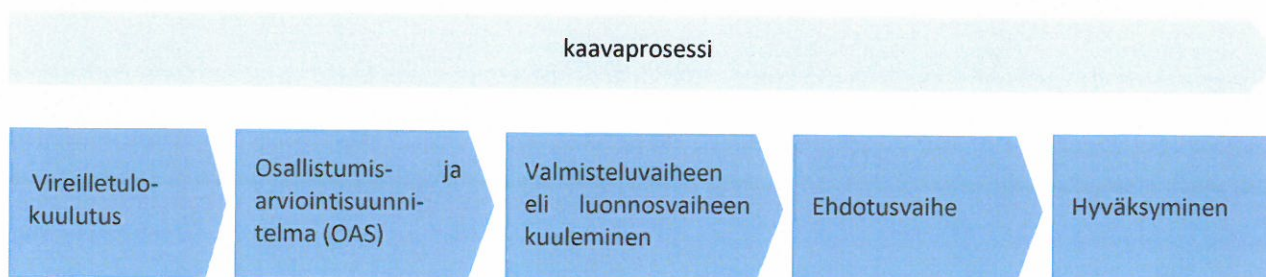 kaavaprosessi
Vireilletulo-
kuulutus
Osallistumis- ja
arviointisuunni-
telma (OAS)
Valmisteluvaiheen
eli luonnosvaiheen
kuuleminen
Ehdotusvaihe
Hyväksyminen